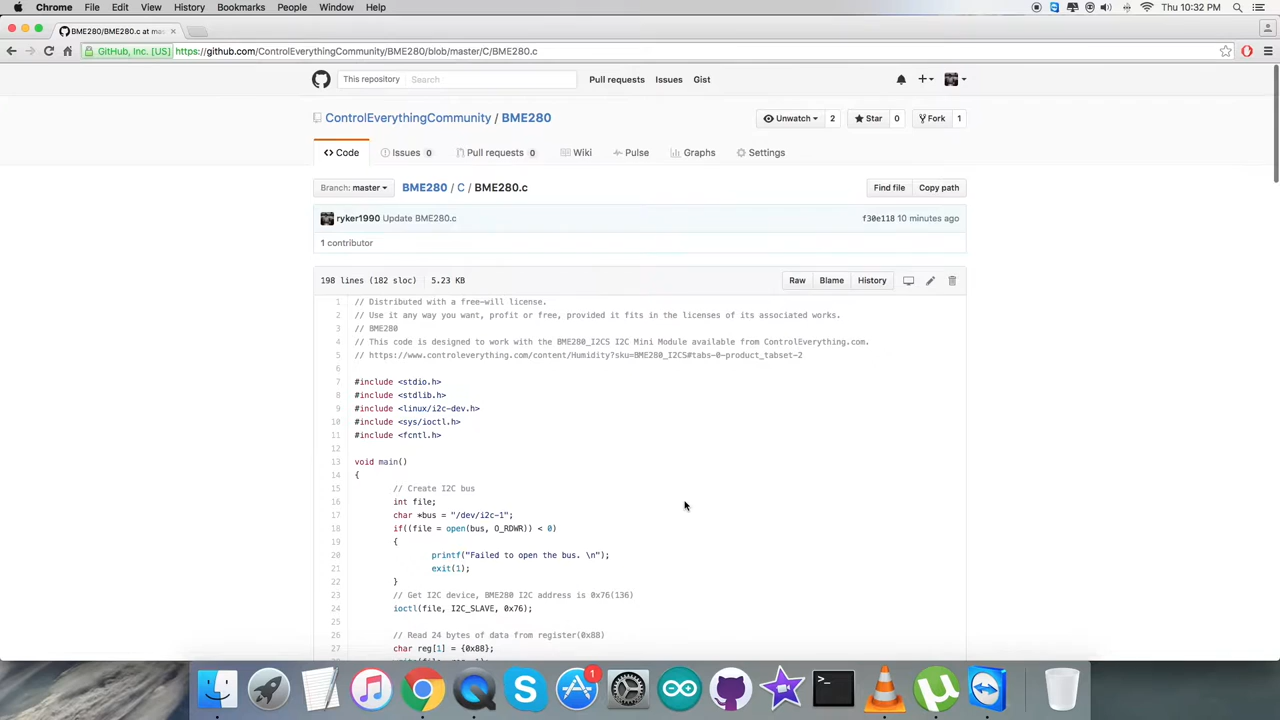 Chrome File Edit View History Bookmarks People Window Help Thu 10:32 PM
BME280/BME280.c at mas
GitHub, Inc. [US] https://github.com/ControlEverythingCommunity/BME280/blob/master/C/BME280.c
This repository Search Pull requests Issues Gist
ControlEverythingCommunity / BME280 Unwatch 2 Star 0 Fork 1
Code Issues 0 Pull requests 0 Wiki Pulse Graphs Settings
Branch: master BME280 / C / BME280.c Find file Copy path
ryker1990 Update BME280.c f30e118 10 minutes ago
1 contributor
198 lines (182 sloc) 5.23 KB Raw Blame History
1 // Distributed with a free-will license.
2 // Use it any way you want, profit or free, provided it fits in the licenses of its associated works.
3 // BME280
4 // This code is designed to work with the BME280_I2CS I2C Mini Module available from ControlEverything.com.
5 // https://www.controleverything.com/content/Humidity?sku=BME280_I2CS#tabs-0-product_tabset-2
6
7 #include <stdio.h>
8 #include <stdlib.h>
9 #include <linux/i2c-dev.h>
10 #include <sys/ioctl.h>
11 #include <fcntl.h>
12
13 void main()
14 {
15 // Create I2C bus
16 int file;
17 char *bus = "/dev/i2c-1";
18 if((file = open(bus, O_RDWR)) < 0)
19 {
20 printf("Failed to open the bus. \n");
21 exit(1);
22 }
23 // Get I2C device, BME280 I2C address is 0x76(136)
24 ioctl(file, I2C_SLAVE, 0x76);
25
26 // Read 24 bytes of data from register(0x88)
27 char reg[1] = {0x88};
1